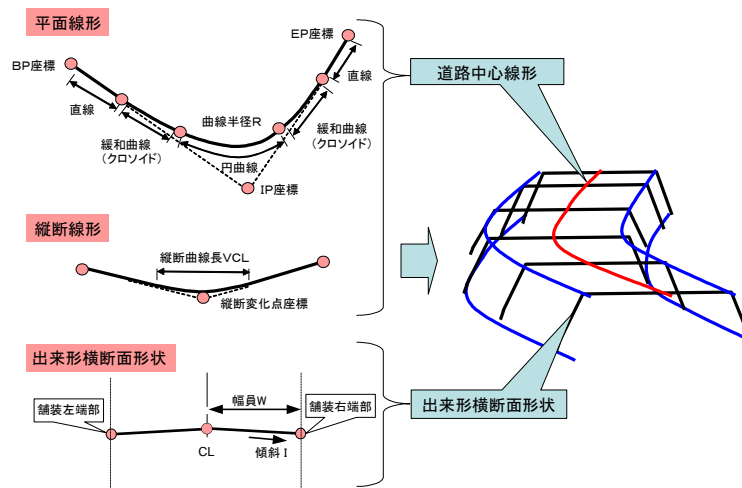 平面線形
EP座標
BP座標
直線
直線
曲線半径R
緩和曲線
(クロソイド)
緩和曲線
(クロソイド)
円曲線
IP座標
道路中心線形
縦断線形
縦断曲線長VCL
縦断変化点座標
出来形横断面形状
幅員W
舗装左端部
舗装右端部
CL
傾斜 I
出来形横断面形状